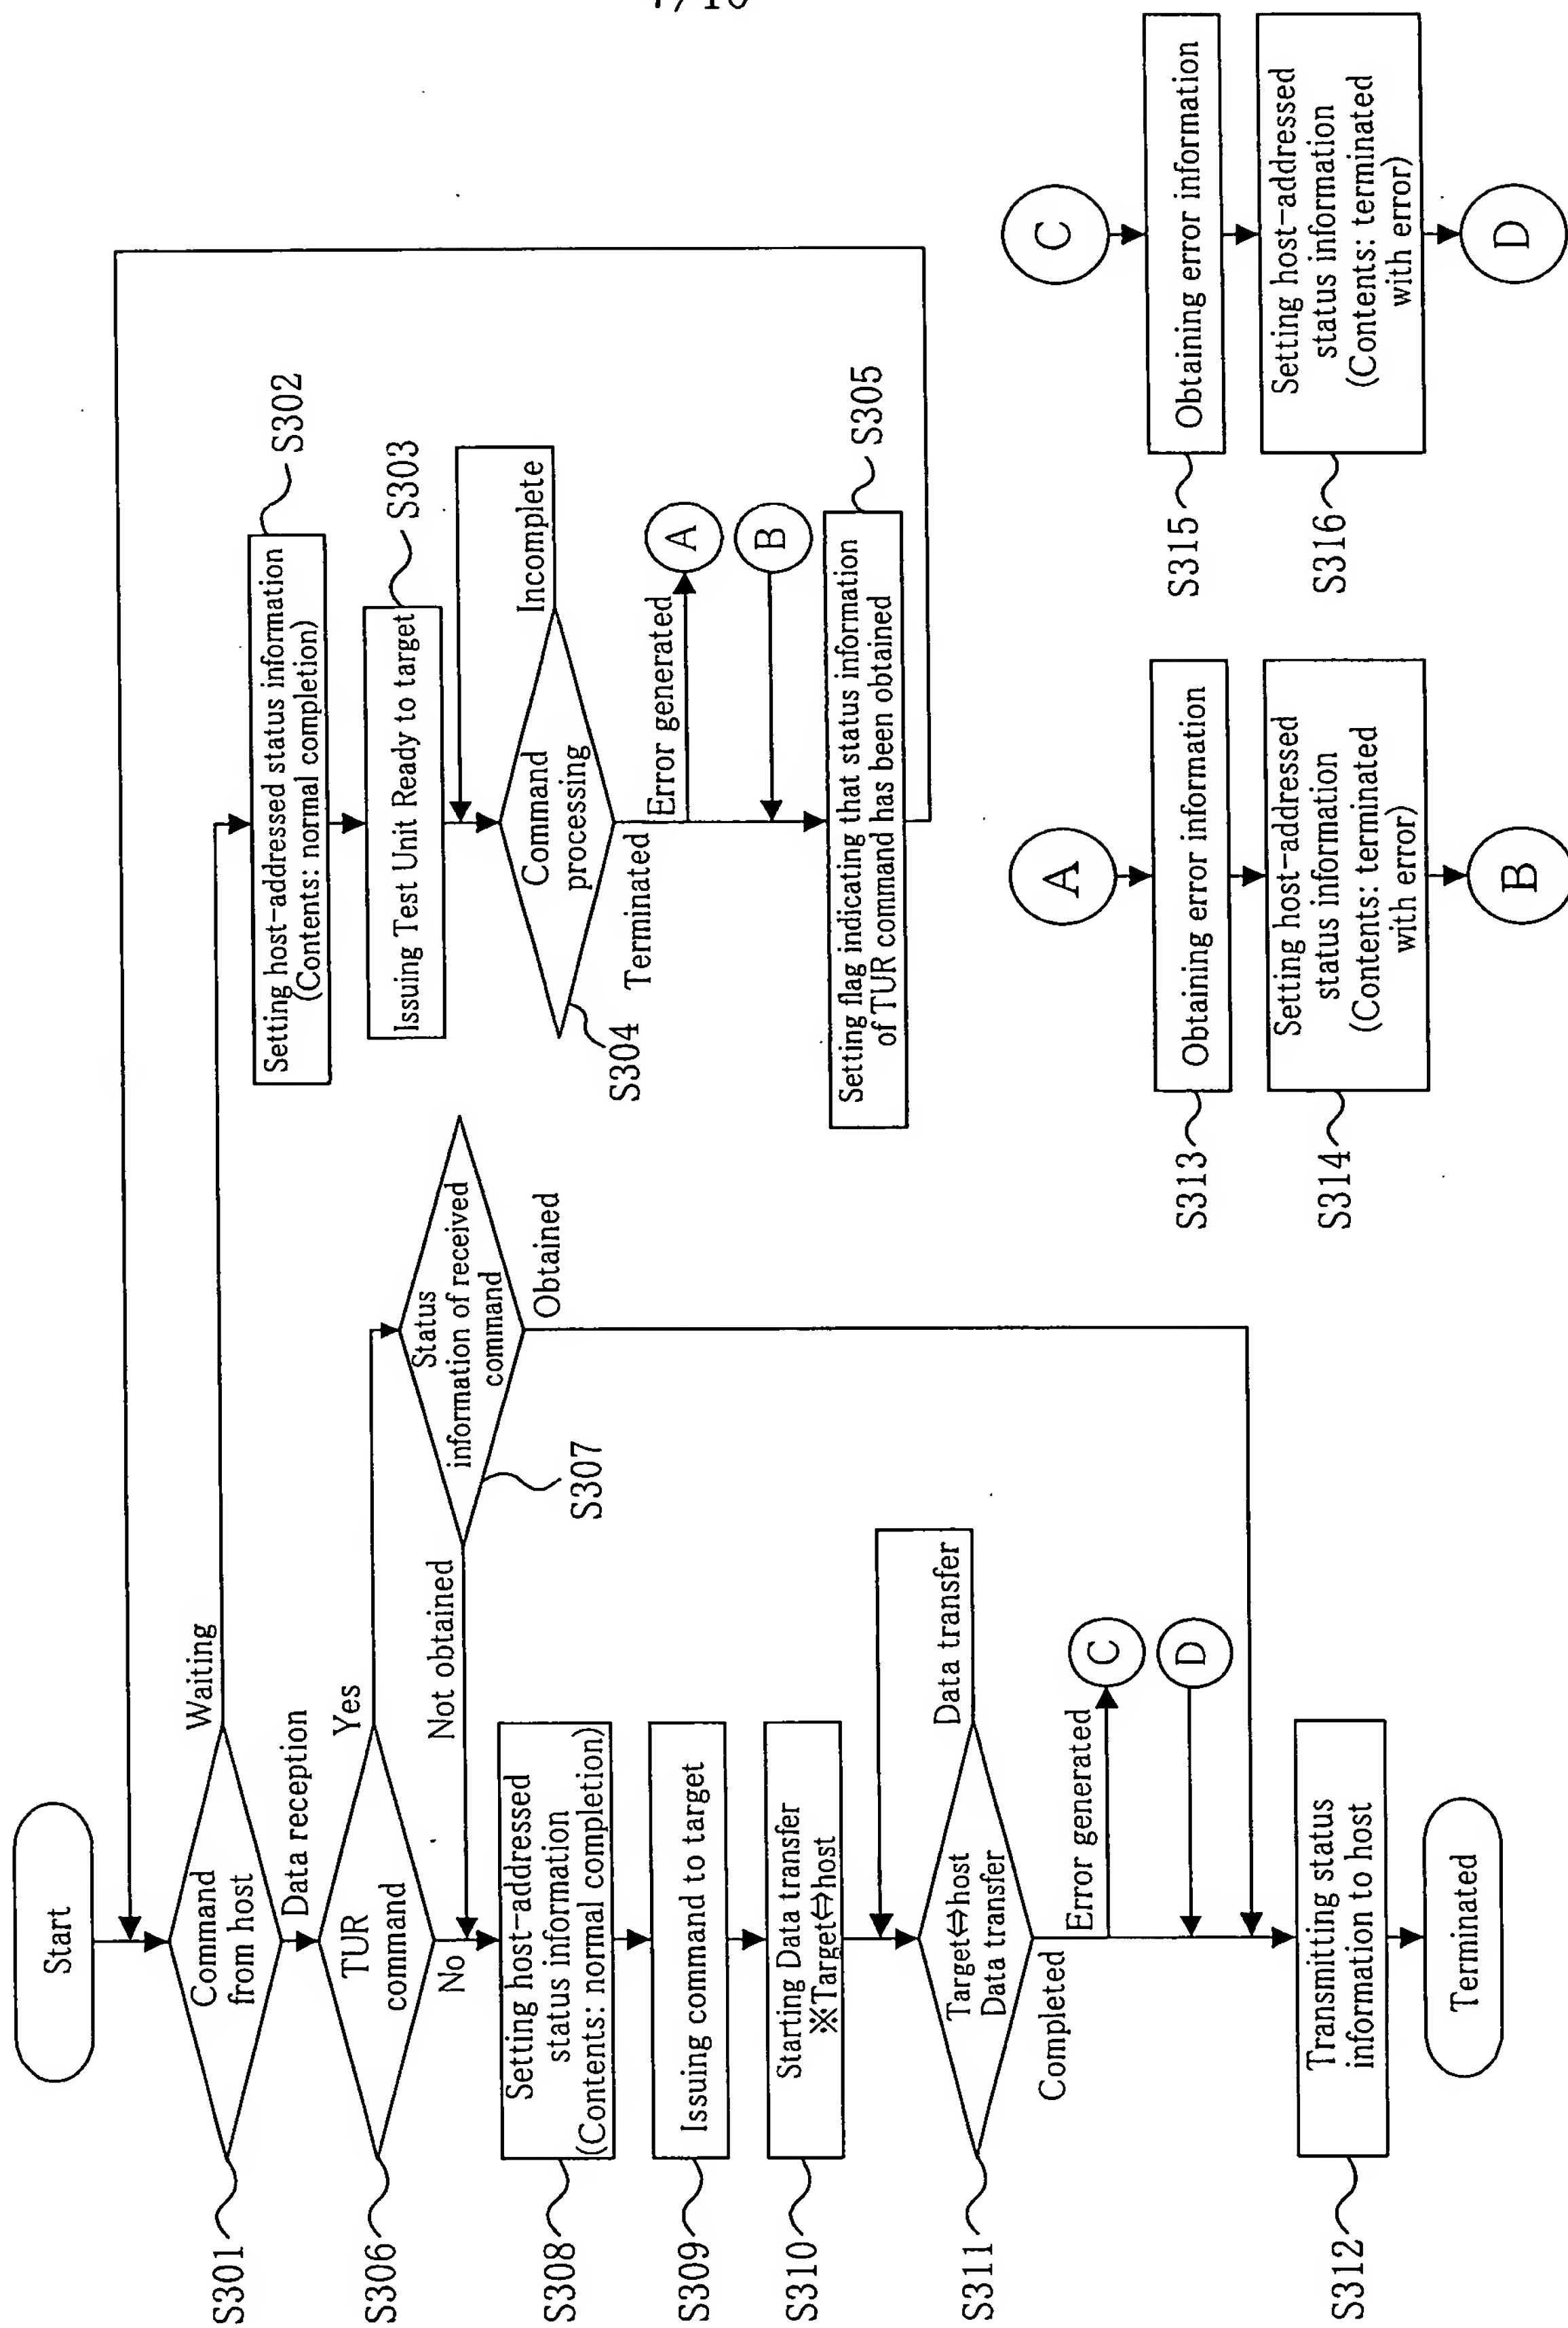 Start
S301
Command
from host
Waiting
Data reception
S306
TUR
command
Yes
No
S307
Status
information of received
command
Not obtained
Obtained
S308
Setting host-addressed
status information
(Contents: normal completion)
S309
Issuing command to target
S310
Starting Data transfer
※Target⇔host
S311
Target⇔host
Data transfer
Data transfer
Completed
Error generated
C
D
S312
Transmitting status
information to host
Terminated
S302
Setting host-addressed status information
(Contents: normal completion)
S303
Issuing Test Unit Ready to target
S304
Command
processing
Incomplete
Terminated
Error generated
A
B
S305
Setting flag indicating that status information
of TUR command has been obtained
A
S313
Obtaining error information
S314
Setting host-addressed
status information
(Contents: terminated
with error)
B
C
S315
Obtaining error information
S316
Setting host-addressed
status information
(Contents: terminated
with error)
D